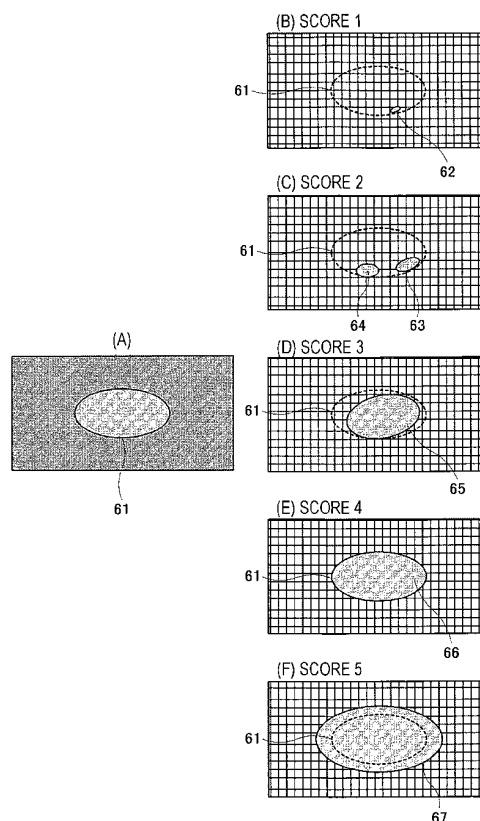 (B) SCORE 1
61
62
(C) SCORE 2
61
64 63
(A)
61
(D) SCORE 3
61
65
(E) SCORE 4
61
66
(F) SCORE 5
61
67